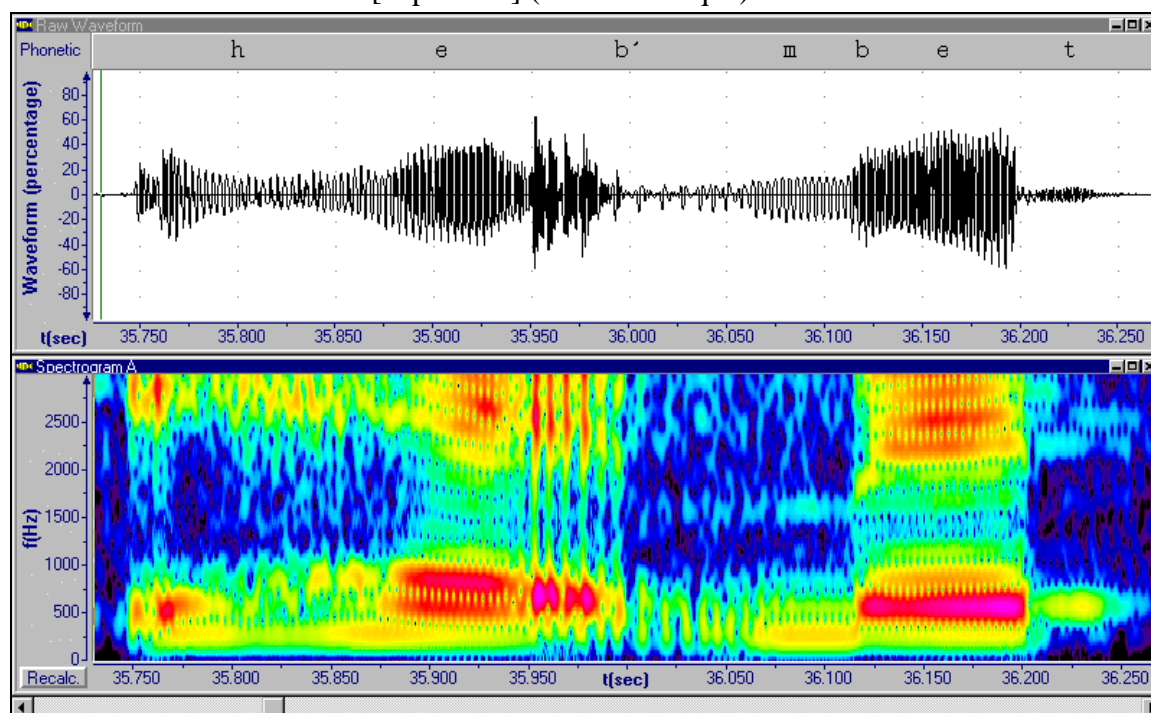 Raw Waveform
Phonetic h e b´ m b e t
Waveform (percentage)
80
60
40
20
0
-20
-40
-60
-80
t(sec) 35.750 35.800 35.850 35.900 35.950 36.000 36.050 36.100 36.150 36.200 36.250
Spectrogram A
f(Hz)
2500
2000
1500
1000
500
0
Recalc. 35.750 35.800 35.850 35.900 35.950 t(sec) 36.000 36.050 36.100 36.150 36.200 36.250